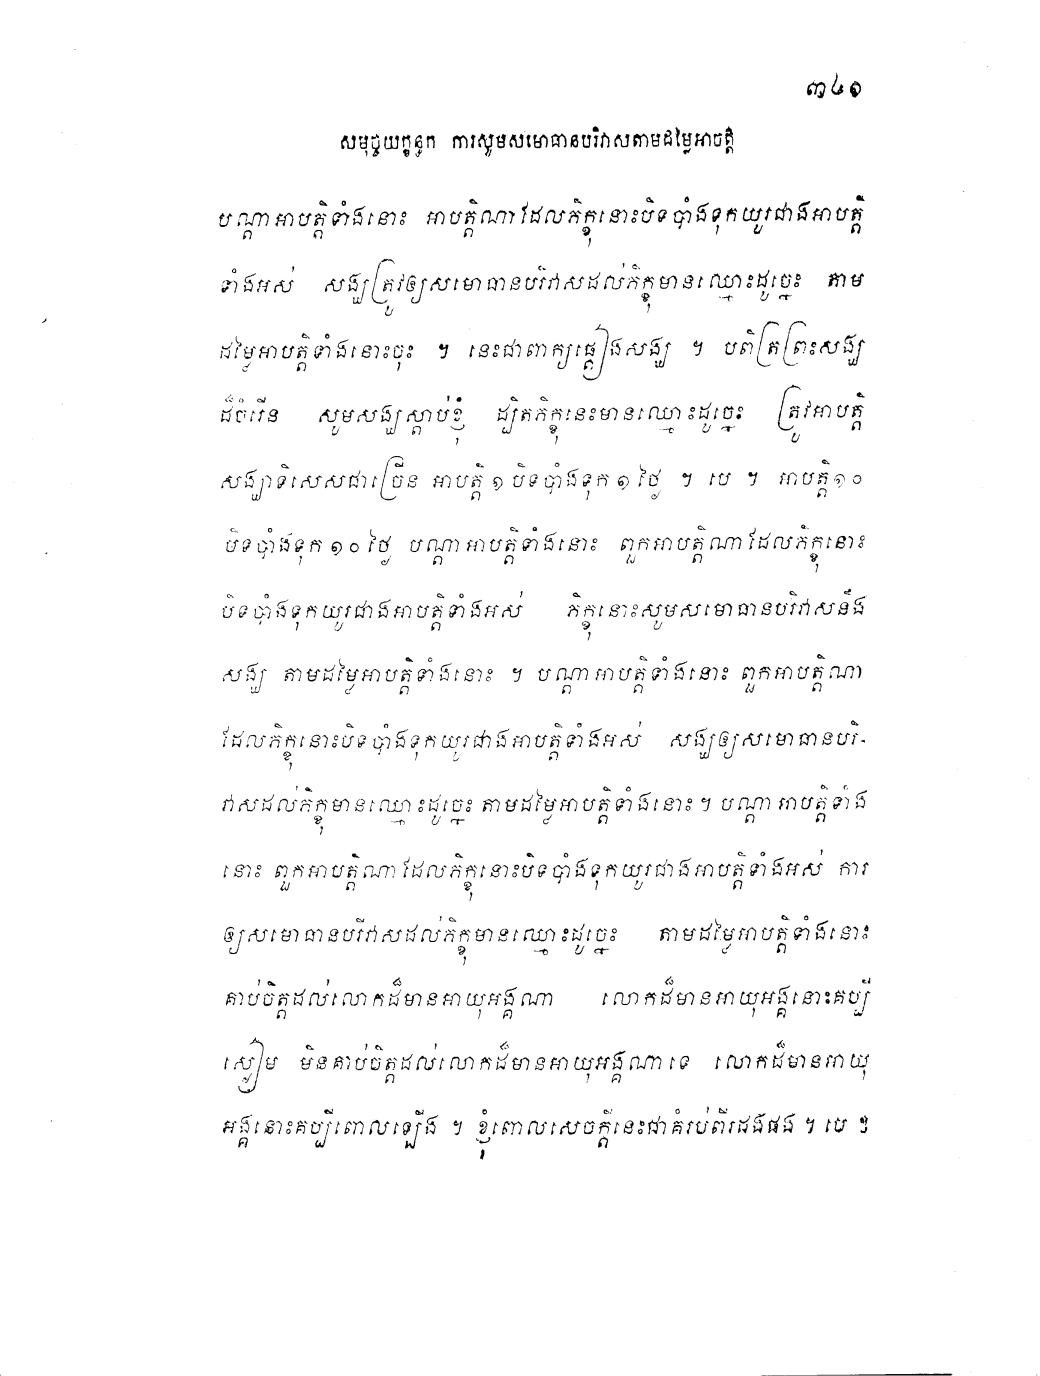 ៣៤១
សមុច្ចយក្ខន្ធក ការសូមសមោធានបរិវាសតាមដម្លៃអាបត្តិ
បណ្តាអាបត្តិទាំងនោះ អាបត្តិណាដែលភិក្ខុនោះបិទបាំងទុកយូរជាងអាបត្តិ
ទាំងអស់ សង្ឃត្រូវឲ្យសមោធានបរិវាសដល់ភិក្ខុមានឈ្មោះដូច្នេះ តាម
ដម្លៃអាបត្តិទាំងនោះចុះ ។ នេះជាពាក្យផ្តៀងសង្ឃ ។ បពិត្រព្រះសង្ឃ
ដ៏ចំរើន សូមសង្ឃស្តាប់ខ្ញុំ ដ្បិតភិក្ខុនេះមានឈ្មោះដូច្នេះ ត្រូវអាបត្តិ
សង្ឃាទិសេសជាច្រើន អាបត្តិ ១ បិទបាំងទុក ១ ថ្ងៃ ។ បេ ។ អាបត្តិ ១០
បិទបាំងទុក ១០ ថ្ងៃ បណ្តាអាបត្តិទាំងនោះ ពួកអាបត្តិណាដែលភិក្ខុនោះ
បិទបាំងទុកយូរជាងអាបត្តិទាំងអស់ ភិក្ខុនោះសូមសមោធានបរិវាសនឹង
សង្ឃ តាមដម្លៃអាបត្តិទាំងនោះ ។ បណ្តាអាបត្តិទាំងនោះ ពួកអាបត្តិណា
ដែលភិក្ខុនោះបិទបាំងទុកយូរជាងអាបត្តិទាំងអស់ សង្ឃឲ្យសមោធានបរិ-
វាសដល់ភិក្ខុមានឈ្មោះដូច្នេះ តាមដម្លៃអាបត្តិទាំងនោះ ។ បណ្តាអាបត្តិទាំង
នោះ ពួកអាបត្តិណាដែលភិក្ខុនោះបិទបាំងទុកយូរជាងអាបត្តិទាំងអស់ ការ
ឲ្យសមោធានបរិវាសដល់ភិក្ខុមានឈ្មោះដូច្នេះ តាមដម្លៃអាបត្តិទាំងនោះ
គាប់ចិត្តដល់លោកដ៏មានអាយុអង្គណា លោកដ៏មានអាយុអង្គនោះគប្បី
ស្ងៀម មិនគាប់ចិត្តដល់លោកដ៏មានអាយុអង្គណាទេ លោកដ៏មានអាយុ
អង្គនោះគប្បីពោលឡើង ។ ខ្ញុំពោលសេចក្តីនេះជាគំរប់ពីរដងផង ។ បេ ។